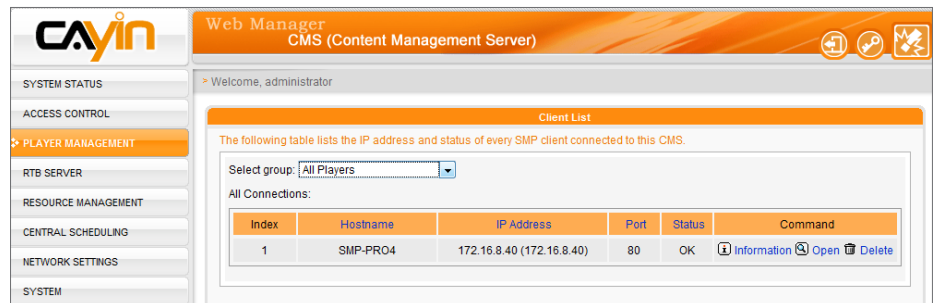 CAYIN
Web Manager
CMS (Content Management Server)
SYSTEM STATUS
ACCESS CONTROL
PLAYER MANAGEMENT
RTB SERVER
RESOURCE MANAGEMENT
CENTRAL SCHEDULING
NETWORK SETTINGS
SYSTEM
> Welcome, administrator
Client List
The following table lists the IP address and status of every SMP client connected to this CMS.
Select group: All Players
All Connections:
Index Hostname IP Address Port Status Command
1 SMP-PRO4 172.16.8.40 (172.16.8.40) 80 OK i Information Open Delete